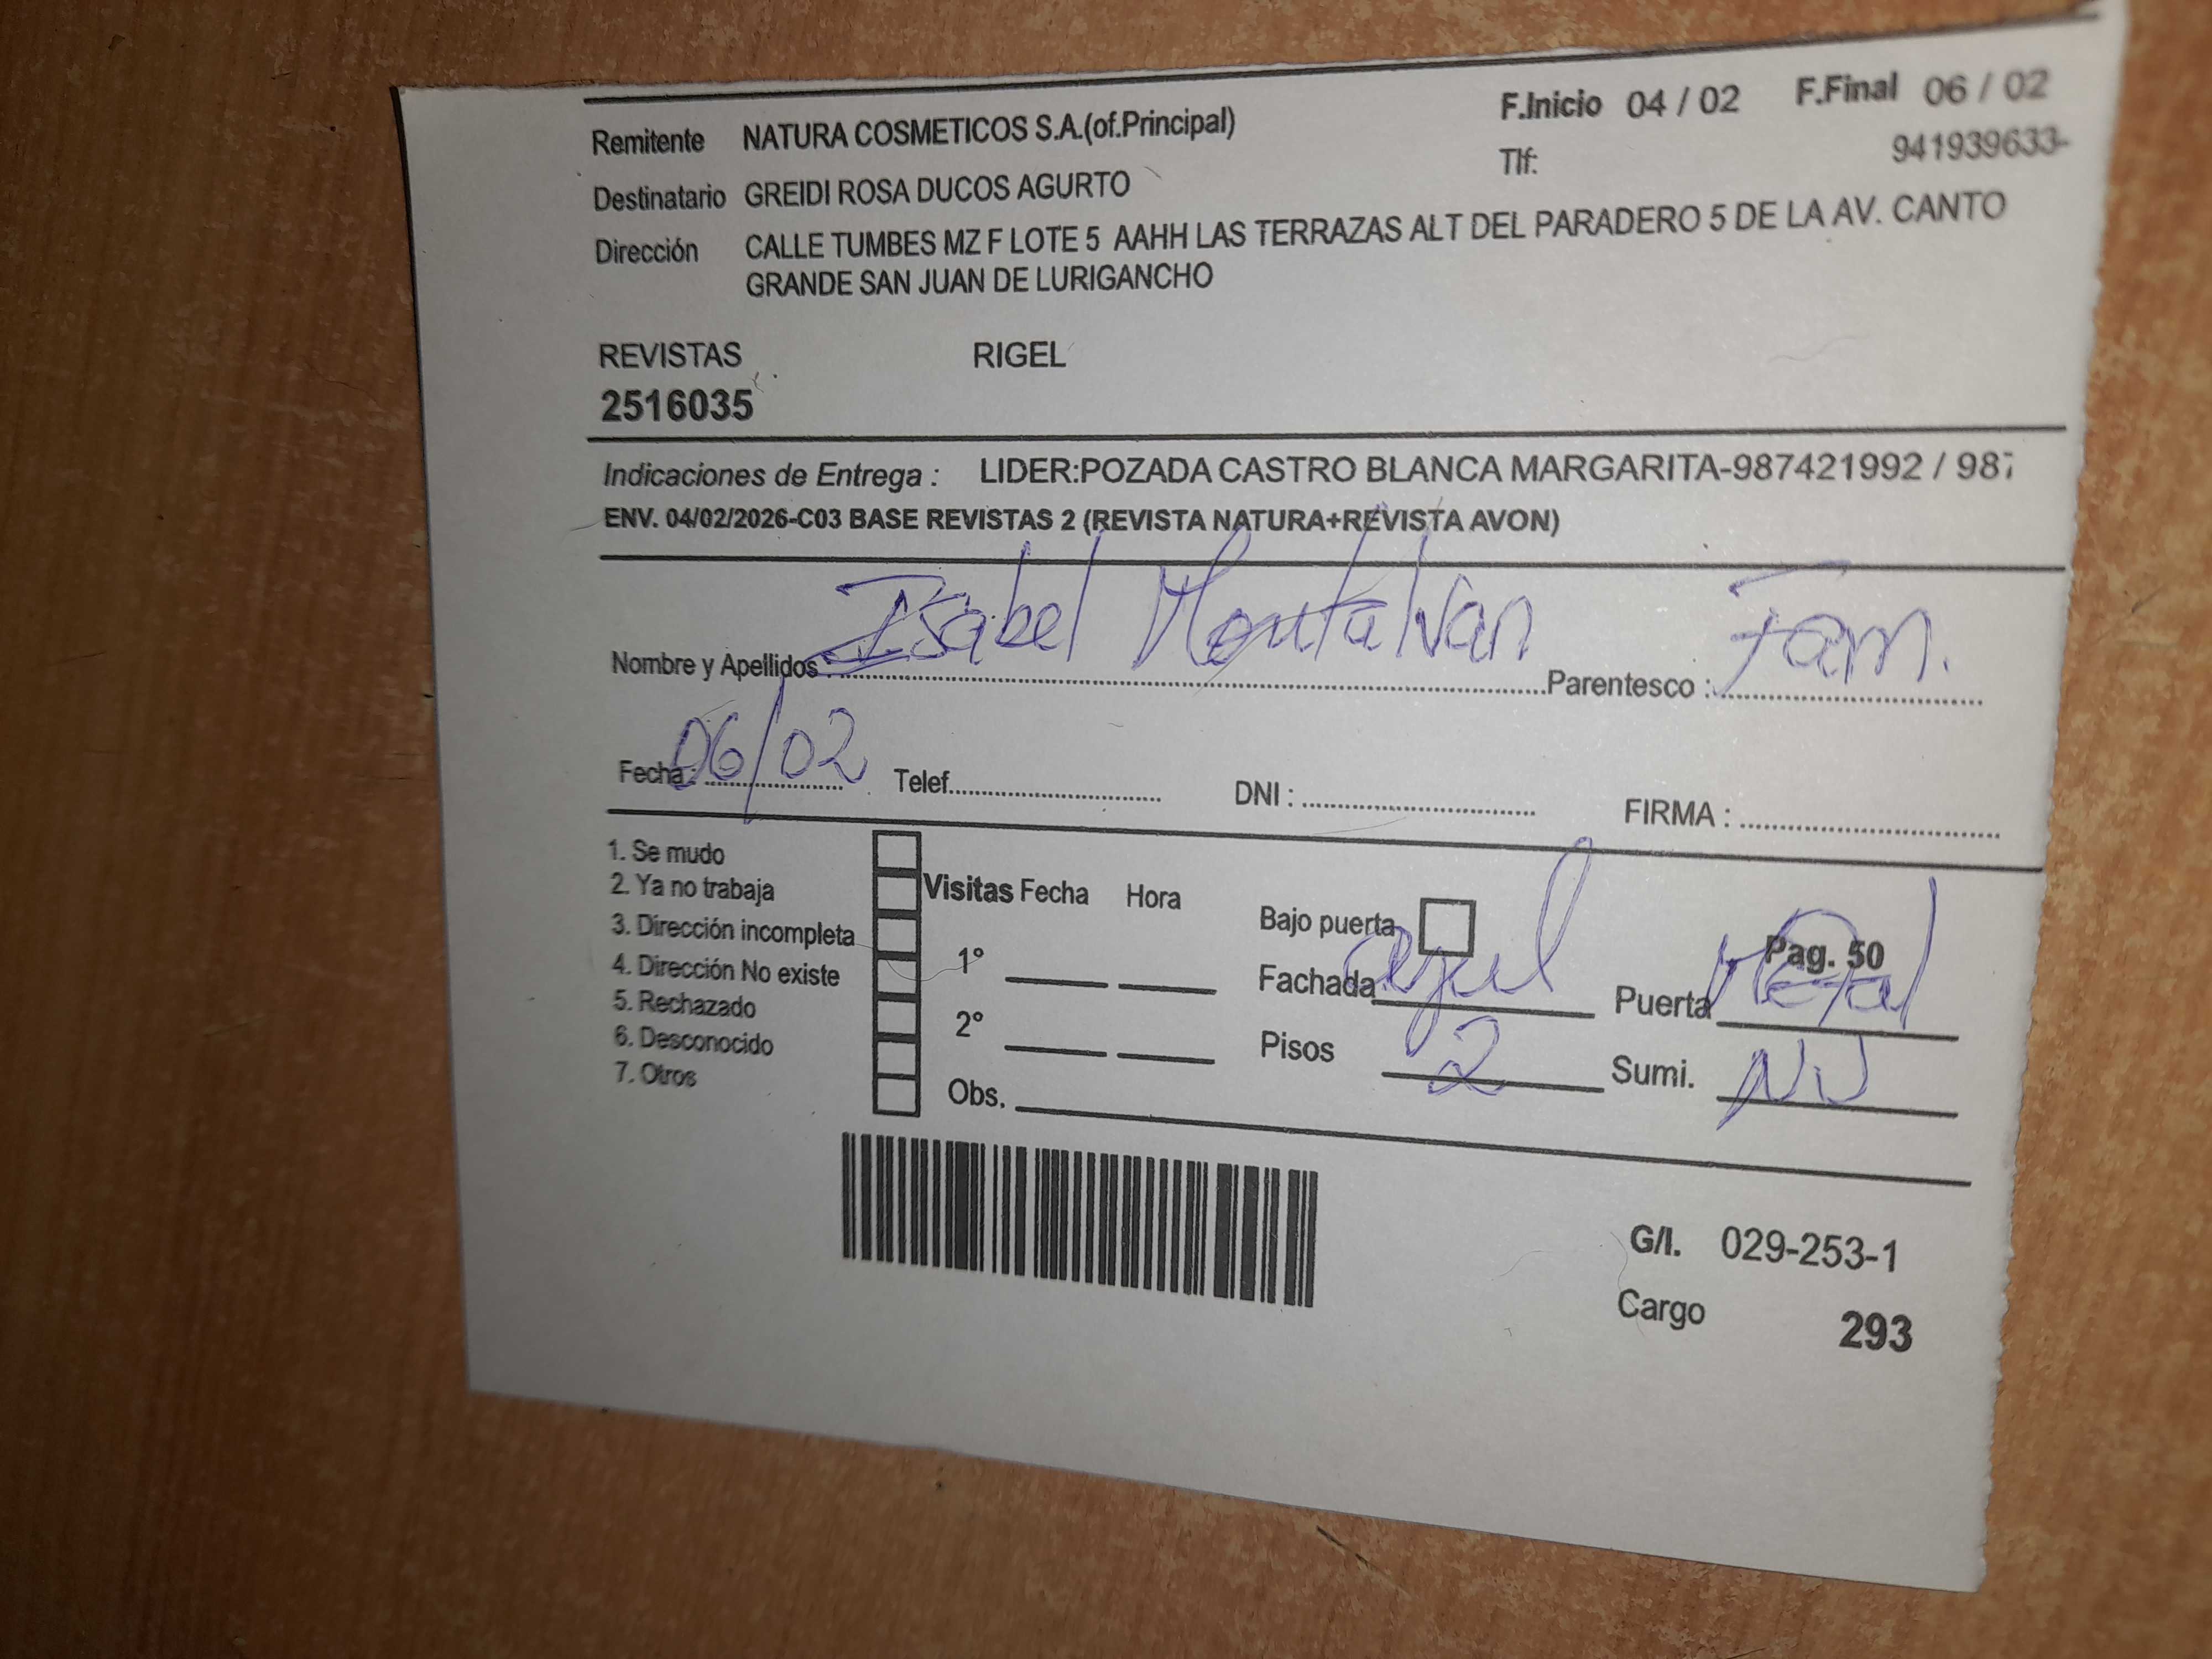 Remitente NATURA COSMETICOS S.A.(of.Principal) F.Inicio 04 / 02 F.Final 06 / 02
Tlf: 941939633-
Destinatario GREIDI ROSA DUCOS AGURTO
Dirección CALLE TUMBES MZ F LOTE 5 AAHH LAS TERRAZAS ALT DEL PARADERO 5 DE LA AV. CANTO
GRANDE SAN JUAN DE LURIGANCHO
REVISTAS RIGEL
2516035
Indicaciones de Entrega : LIDER:POZADA CASTRO BLANCA MARGARITA-987421992 / 987
ENV. 04/02/2026-C03 BASE REVISTAS 2 (REVISTA NATURA+REVISTA AVON)
Nombre y Apellidos : Isabel Montalvan Parentesco : Fam.
Fecha: 06/02 Telef. DNI : FIRMA :
1. Se mudo
2. Ya no trabaja Visitas Fecha Hora Bajo puerta
3. Dirección incompleta
4. Dirección No existe 1° Fachada azul Puerta Metal Pag. 50
5. Rechazado
6. Desconocido 2° Pisos 2 Sumi. NV
7. Otros Obs.
G/I. 029-253-1
Cargo 293